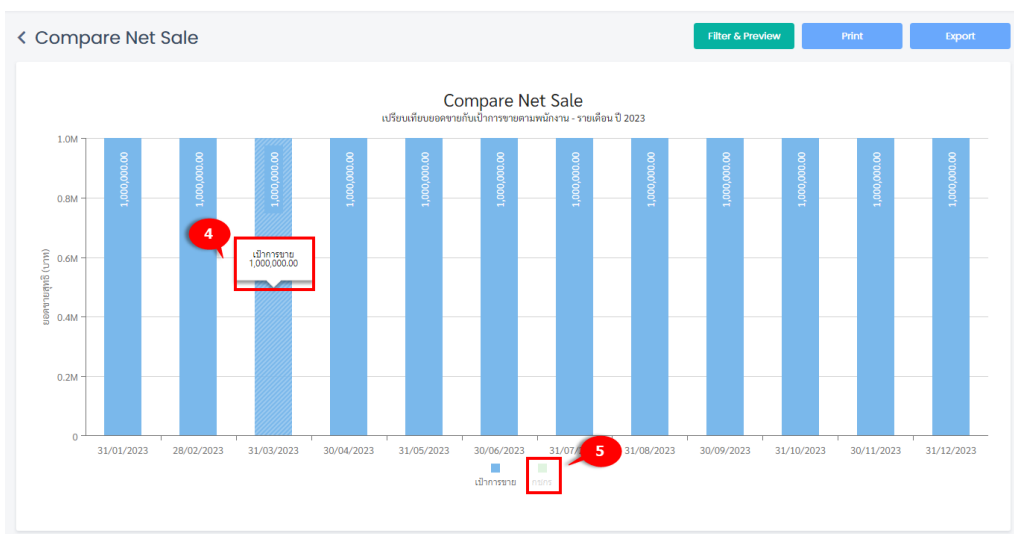 Compare Net Sale
Filter & Preview
Print
Export
Compare Net Sale
เปรียบเทียบยอดขายกับเป้าการขายตามพนักงาน - รายเดือน ปี 2023
ยอดขายสุทธิ (บาท)
1.0M
0.8M
0.6M
0.4M
0.2M
0
1,000,000.00
1,000,000.00
1,000,000.00
1,000,000.00
1,000,000.00
1,000,000.00
1,000,000.00
1,000,000.00
1,000,000.00
1,000,000.00
1,000,000.00
1,000,000.00
4
เป้าการขาย
1,000,000.00
31/01/2023 28/02/2023 31/03/2023 30/04/2023 31/05/2023 30/06/2023 31/07/ 5 31/08/2023 30/09/2023 31/10/2023 30/11/2023 31/12/2023
เป้าการขาย